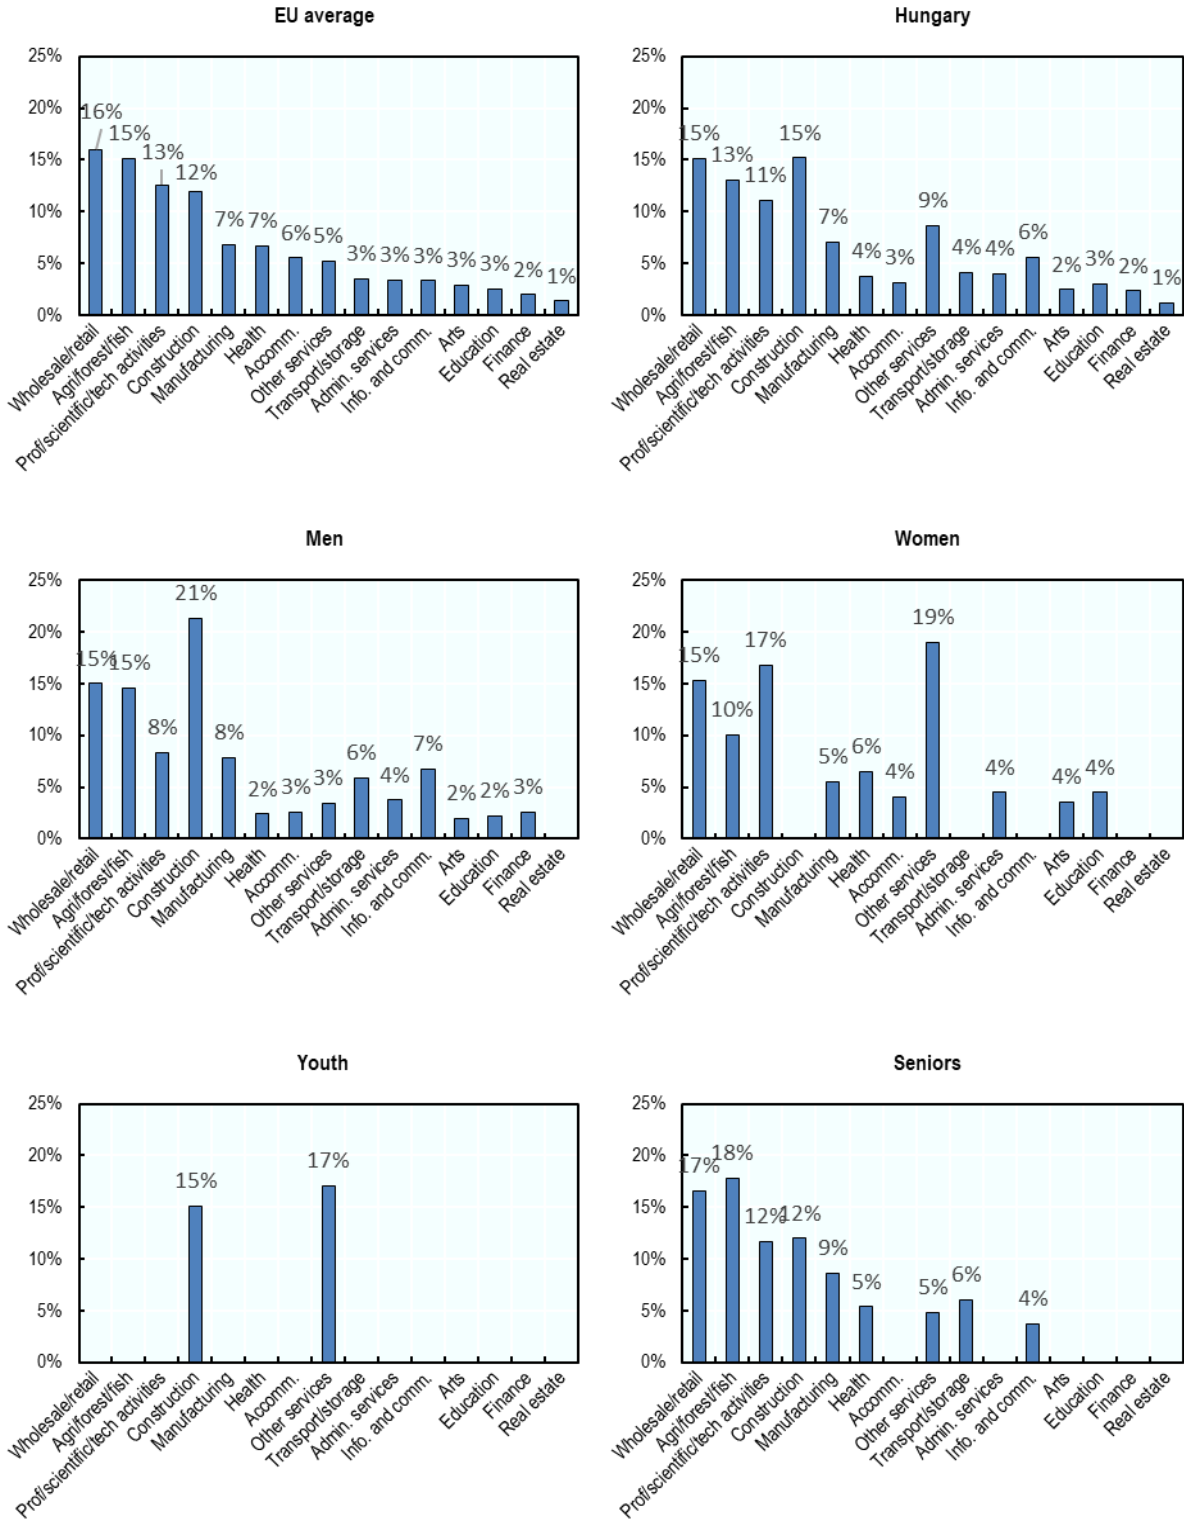 EU average
25%
20%
15%
10%
5%
0%
16%
15%
13%
12%
7%
7%
6%
5%
3%
3%
3%
3%
3%
2%
1%
Wholesale/retail
Agri/forest/fish
Prof/scientific/tech activities
Construction
Manufacturing
Health
Accomm.
Other services
Transport/storage
Admin. services
Info. and comm.
Arts
Education
Finance
Real estate
Hungary
25%
20%
15%
10%
5%
0%
15%
13%
11%
15%
7%
4%
3%
9%
4%
4%
6%
2%
3%
2%
1%
Wholesale/retail
Agri/forest/fish
Prof/scientific/tech activities
Construction
Manufacturing
Health
Accomm.
Other services
Transport/storage
Admin. services
Info. and comm.
Arts
Education
Finance
Real estate
Men
25%
20%
15%
10%
5%
0%
15%
15%
8%
21%
8%
2%
3%
3%
6%
4%
7%
2%
2%
3%
Wholesale/retail
Agri/forest/fish
Prof/scientific/tech activities
Construction
Manufacturing
Health
Accomm.
Other services
Transport/storage
Admin. services
Info. and comm.
Arts
Education
Finance
Real estate
Women
25%
20%
15%
10%
5%
0%
15%
10%
17%
5%
6%
4%
19%
4%
4%
4%
Wholesale/retail
Agri/forest/fish
Prof/scientific/tech activities
Construction
Manufacturing
Health
Accomm.
Other services
Transport/storage
Admin. services
Info. and comm.
Arts
Education
Finance
Real estate
Youth
25%
20%
15%
10%
5%
0%
15%
17%
Wholesale/retail
Agri/forest/fish
Prof/scientific/tech activities
Construction
Manufacturing
Health
Accomm.
Other services
Transport/storage
Admin. services
Info. and comm.
Arts
Education
Finance
Real estate
Seniors
25%
20%
15%
10%
5%
0%
17%
18%
12%
12%
9%
5%
5%
6%
4%
Wholesale/retail
Agri/forest/fish
Prof/scientific/tech activities
Construction
Manufacturing
Health
Accomm.
Other services
Transport/storage
Admin. services
Info. and comm.
Arts
Education
Finance
Real estate